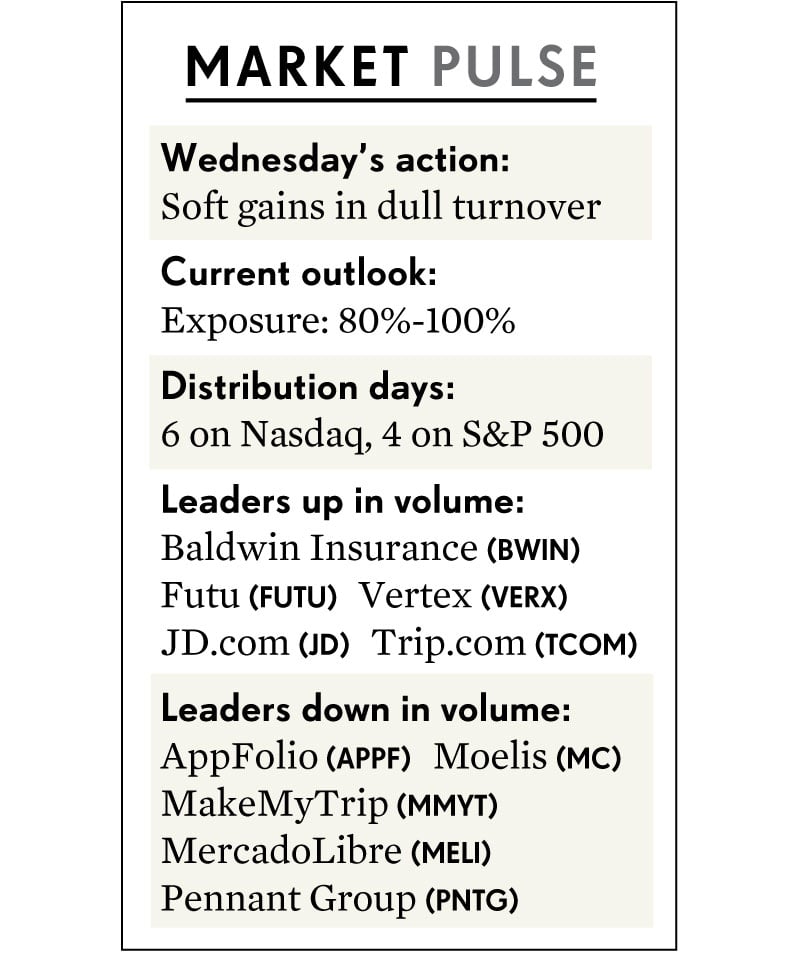 MARKET PULSE
Wednesday’s action:
Soft gains in dull turnover
Current outlook:
Exposure: 80%-100%
Distribution days:
6 on Nasdaq, 4 on S&P 500
Leaders up in volume:
Baldwin Insurance (BWIN)
Futu (FUTU) Vertex (VERX)
JD.com (JD) Trip.com (TCOM)
Leaders down in volume:
AppFolio (APPF) Moelis (MC)
MakeMyTrip (MMYT)
MercadoLibre (MELI)
Pennant Group (PNTG)